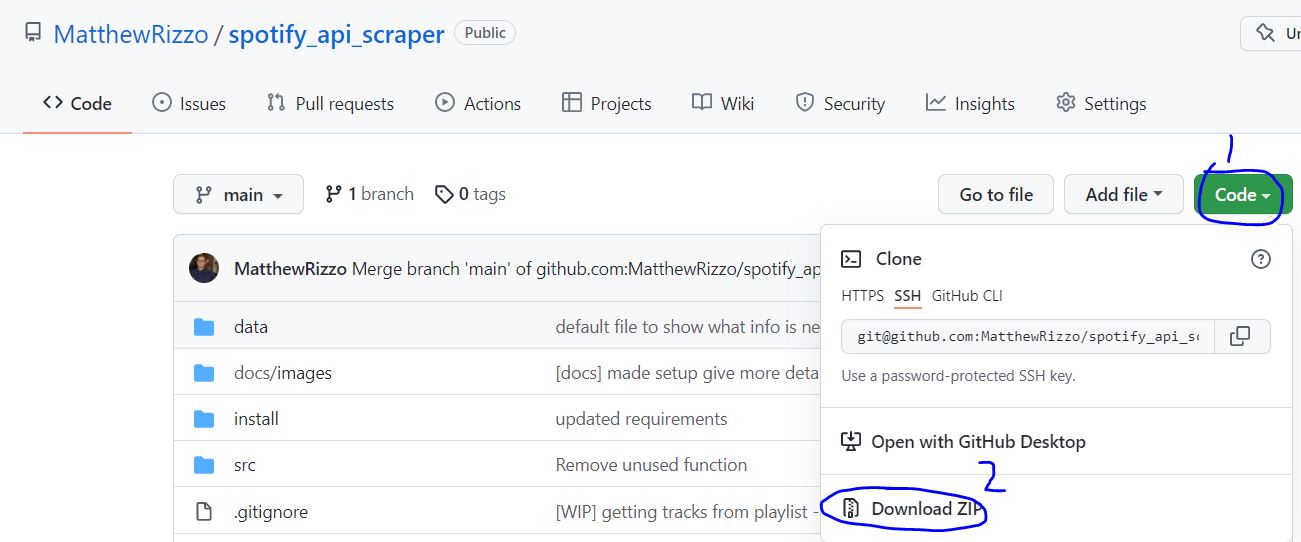 MatthewRizzo / spotify_api_scraper Public Un
Code Issues Pull requests Actions Projects Wiki Security Insights Settings
1
main 1 branch 0 tags Go to file Add file Code
MatthewRizzo Merge branch 'main' of github.com:MatthewRizzo/spotify_ap
Clone
HTTPS SSH GitHub CLI
data default file to show what info is ne
git@github.com:MatthewRizzo/spotify_api_sc
docs/images [docs] made setup give more deta
Use a password-protected SSH key.
install updated requirements
Open with GitHub Desktop
src Remove unused function
2
Download ZIP
.gitignore [WIP] getting tracks from playlist -